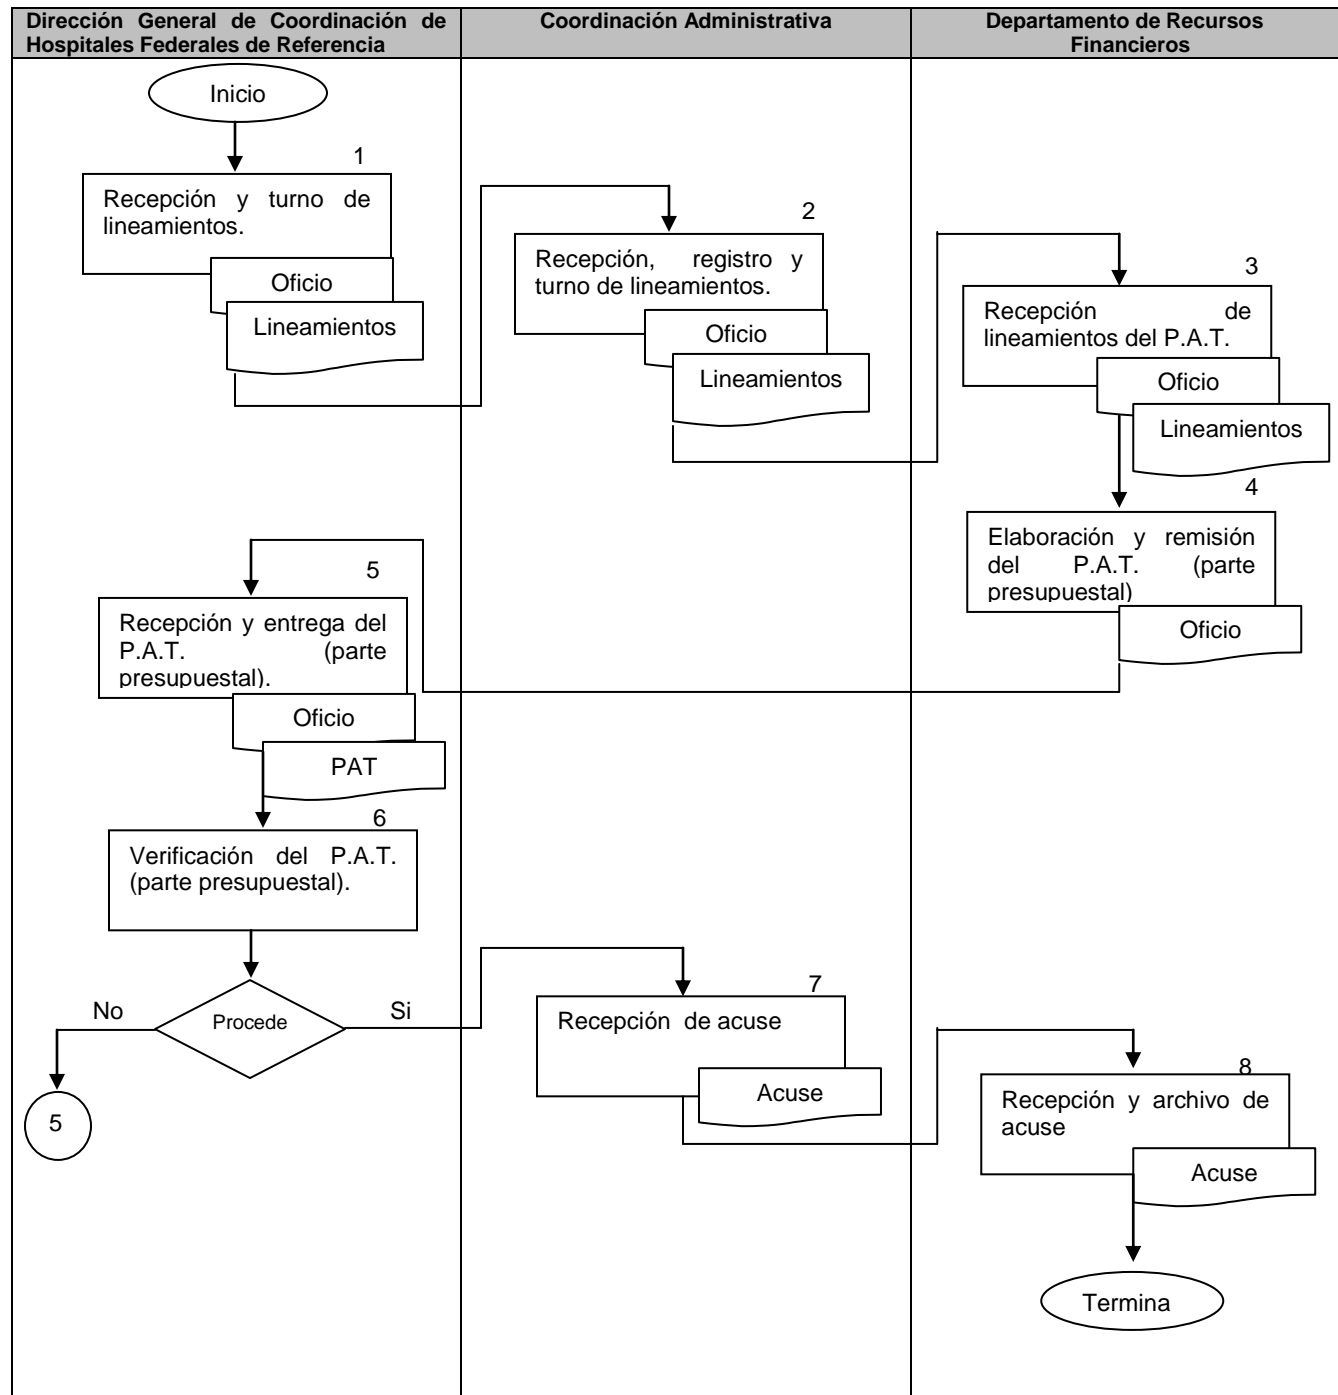 Dirección General de Coordinación de
Hospitales Federales de Referencia
Coordinación Administrativa
Departamento de Recursos
Financieros
Inicio
1
Recepción y turno de
lineamientos.
Oficio
Lineamientos
2
Recepción, registro y
turno de lineamientos.
Oficio
Lineamientos
3
Recepción de
lineamientos del P.A.T.
Oficio
Lineamientos
4
Elaboración y remisión
del P.A.T. (parte
presupuestal)
Oficio
5
Recepción y entrega del
P.A.T. (parte
presupuestal).
Oficio
PAT
6
Verificación del P.A.T.
(parte presupuestal).
Procede
No
Si
5
7
Recepción de acuse
Acuse
8
Recepción y archivo de
acuse
Acuse
Termina